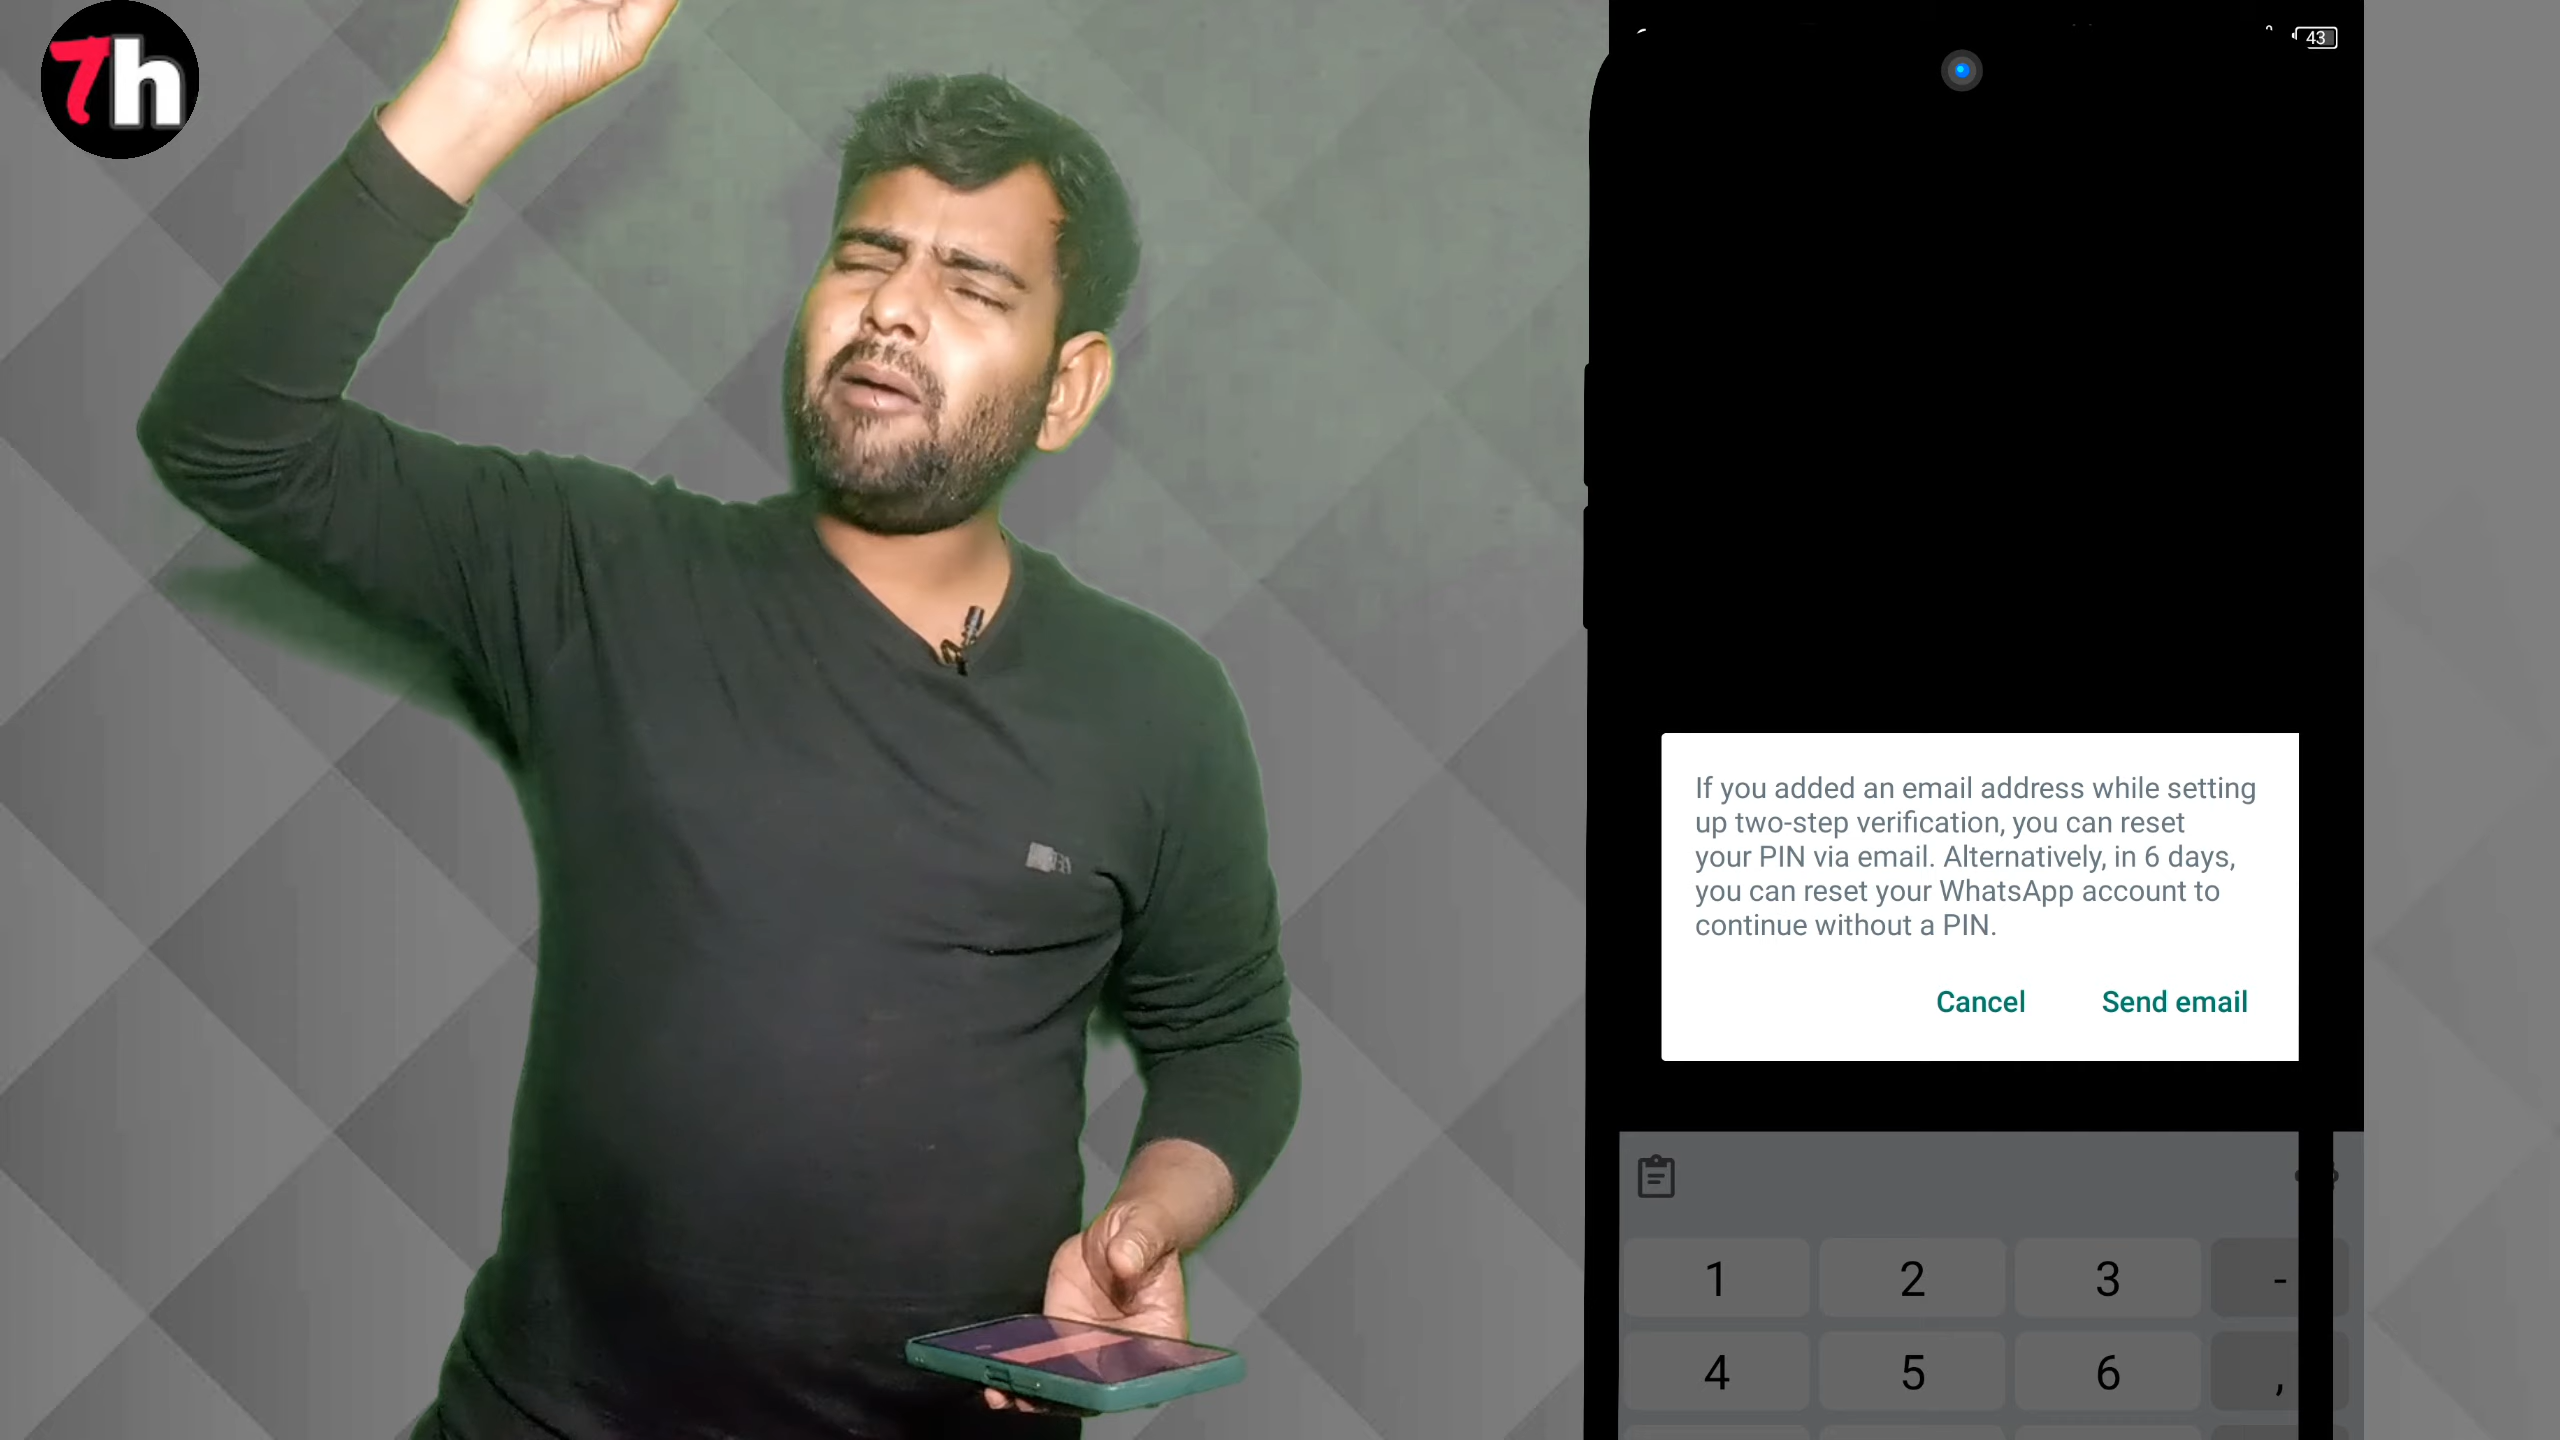 7h
43
If you added an email address while setting
up two-step verification, you can reset
your PIN via email. Alternatively, in 6 days,
you can reset your WhatsApp account to
continue without a PIN.
Cancel Send email
1 2 3 -
4 5 6 ,